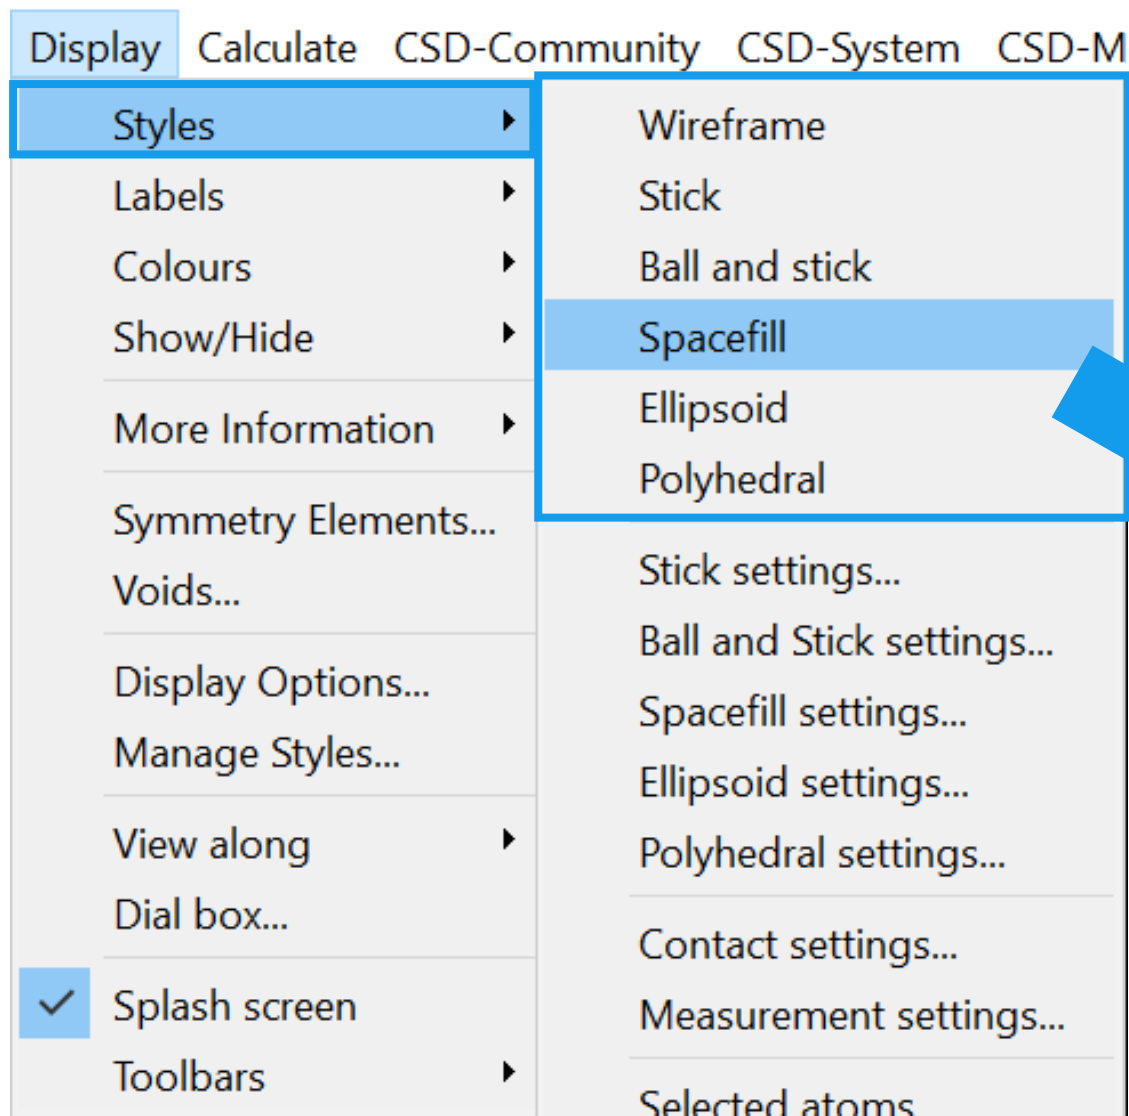 Display Calculate CSD-Community CSD-System CSD-M
Styles
Labels
Colours
Show/Hide
More Information
Symmetry Elements...
Voids...
Display Options...
Manage Styles...
View along
Dial box...
Splash screen
Toolbars
Wireframe
Stick
Ball and stick
Spacefill
Ellipsoid
Polyhedral
Stick settings...
Ball and Stick settings...
Spacefill settings...
Ellipsoid settings...
Polyhedral settings...
Contact settings...
Measurement settings...
Selected atoms